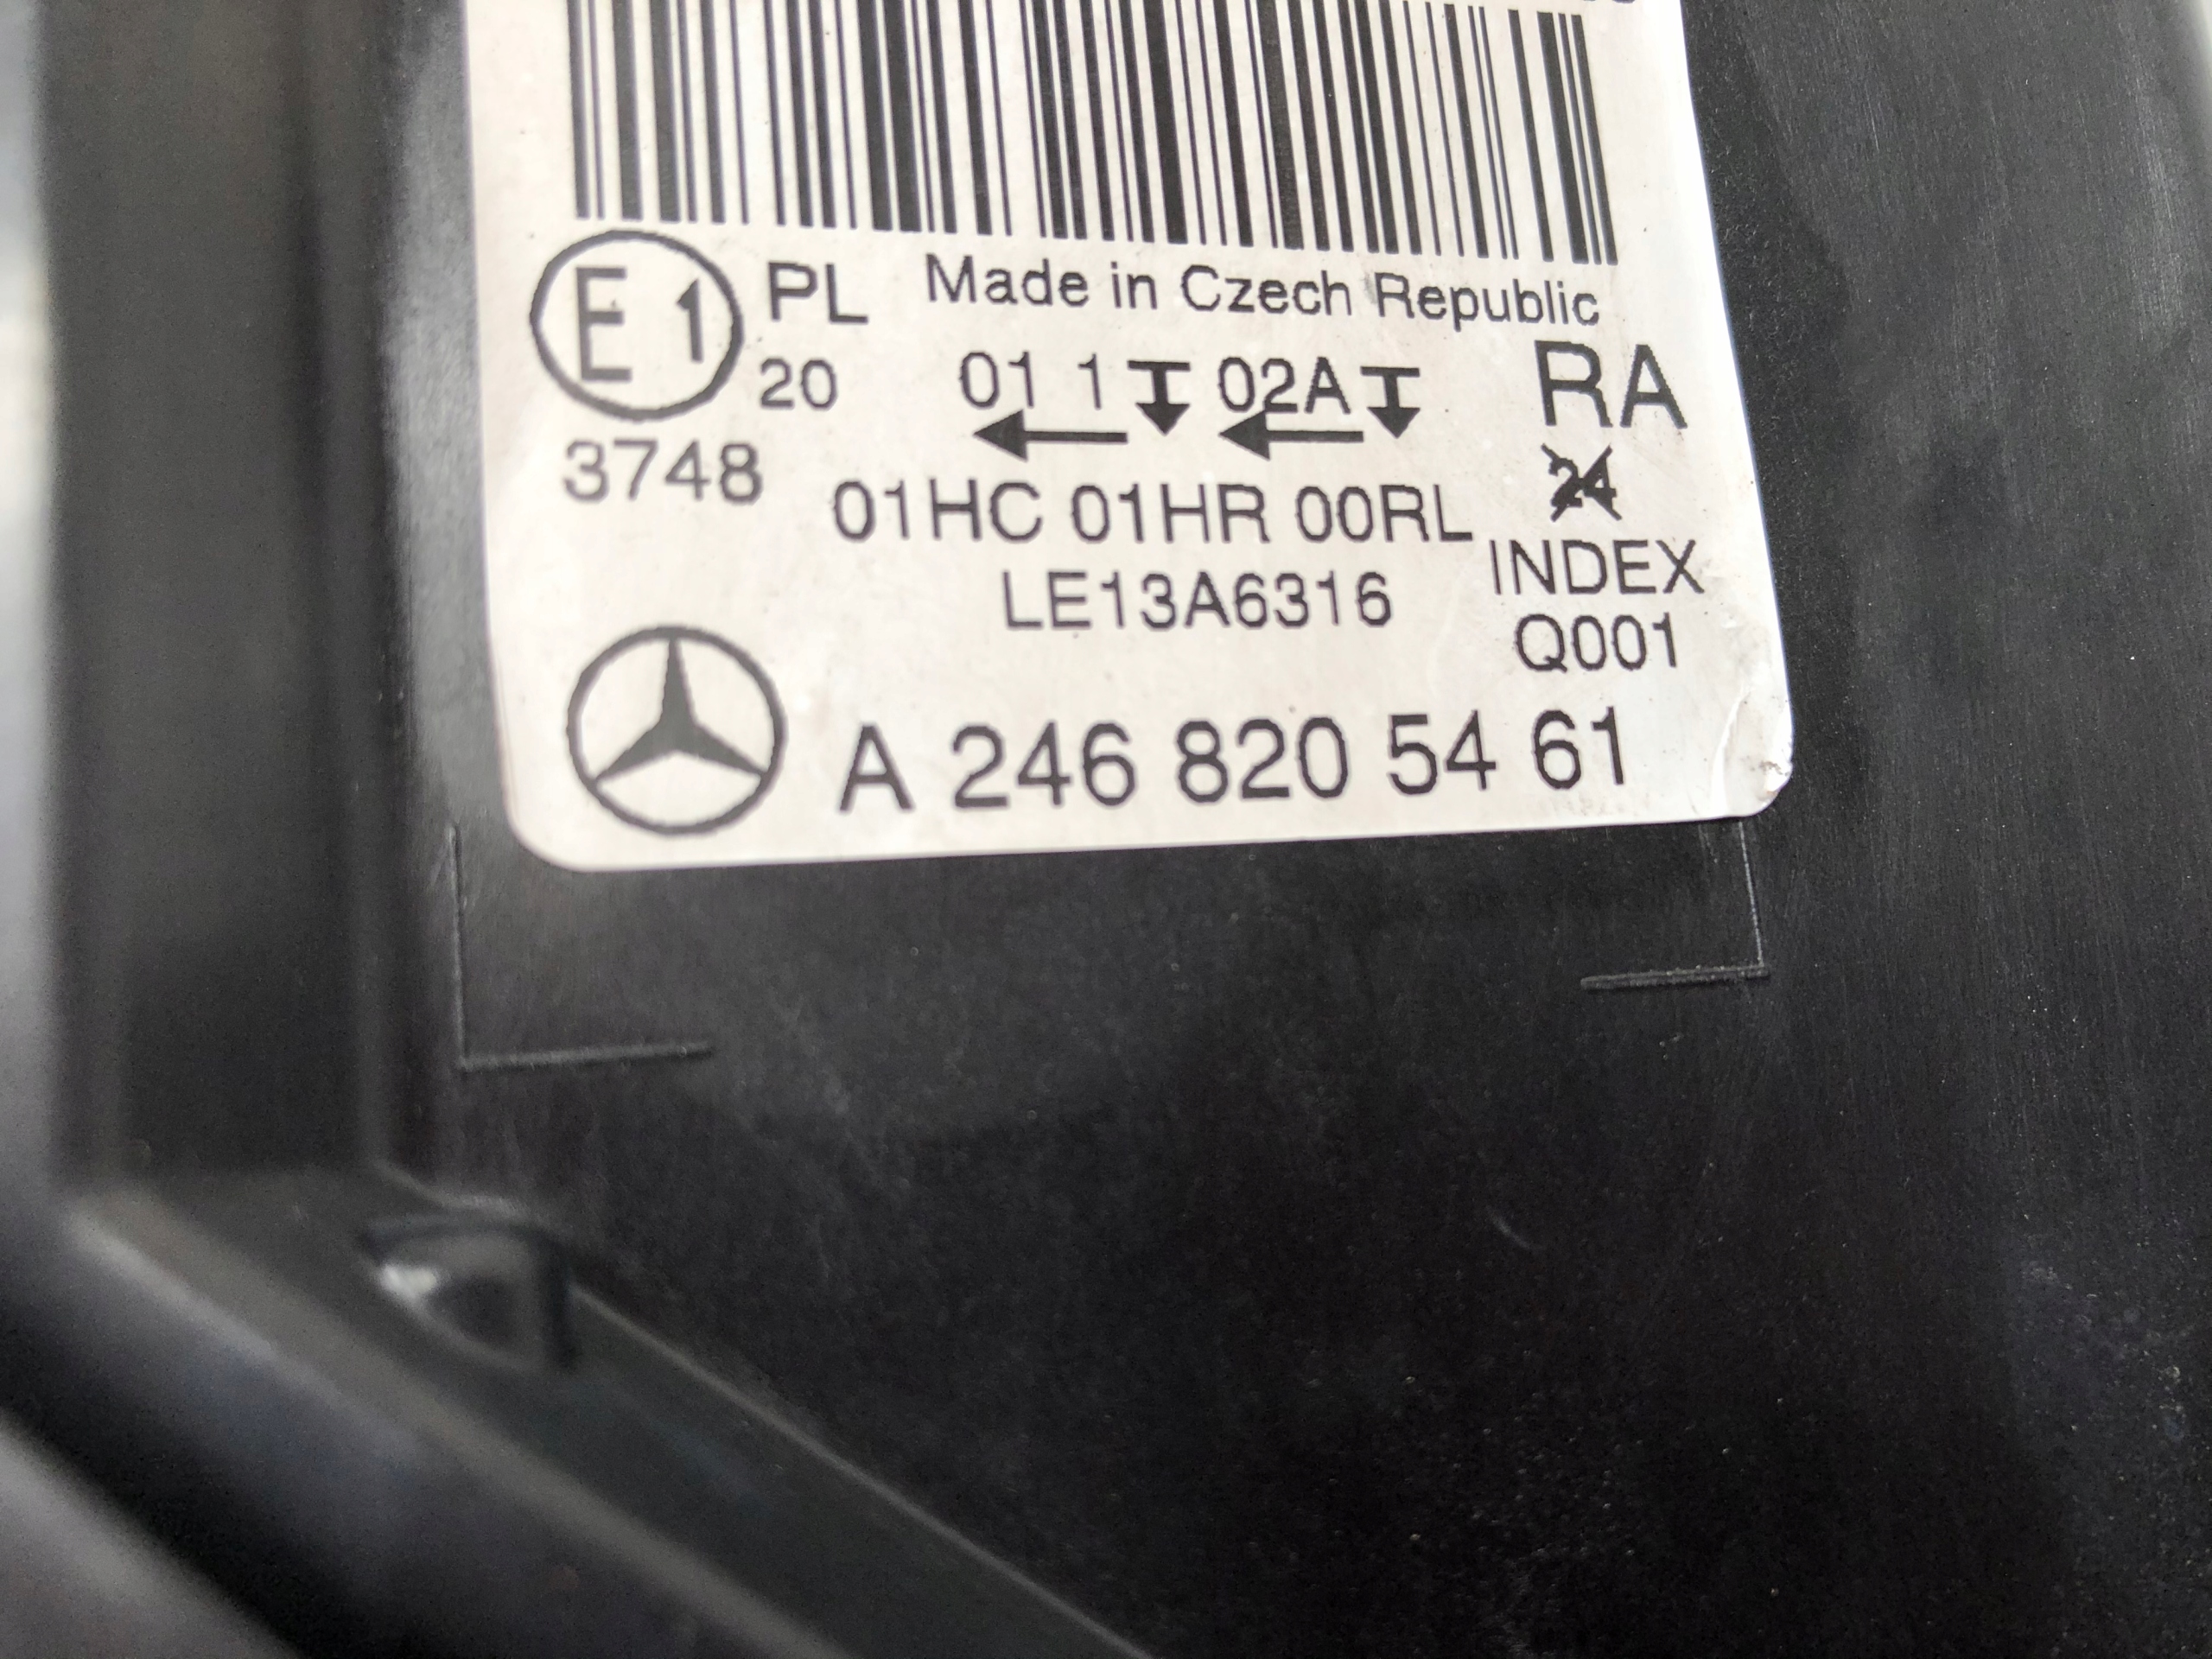 E1 PL Made in Czech Republic
20 01 1 02A RA
3748 24
01HC 01HR 00RL INDEX
LE13A6316 Q001
A 246 820 54 61